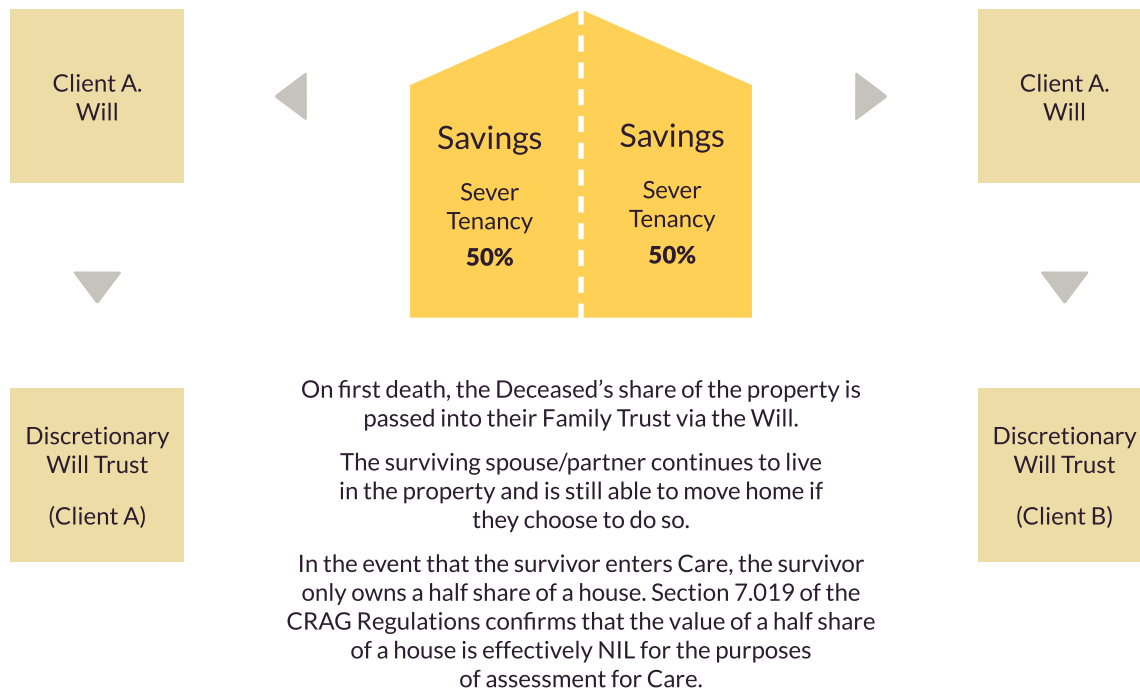 Client A.
Will
Savings
Sever
Tenancy
50%
Savings
Sever
Tenancy
50%
Client A.
Will
Discretionary
Will Trust
(Client A)
On first death, the Deceased’s share of the property is
passed into their Family Trust via the Will.
The surviving spouse/partner continues to live
in the property and is still able to move home if
they choose to do so.
In the event that the survivor enters Care, the survivor
only owns a half share of a house. Section 7.019 of the
CRAG Regulations confirms that the value of a half share
of a house is effectively NIL for the purposes
of assessment for Care.
Discretionary
Will Trust
(Client B)